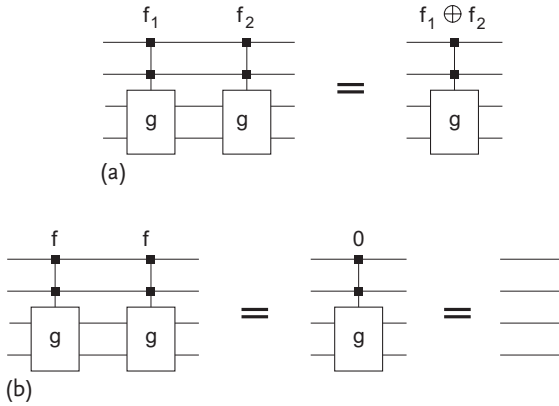 f₁ f₂ f₁ ⊕ f₂
g g = g
(a)
f f 0
g g = g =
(b)